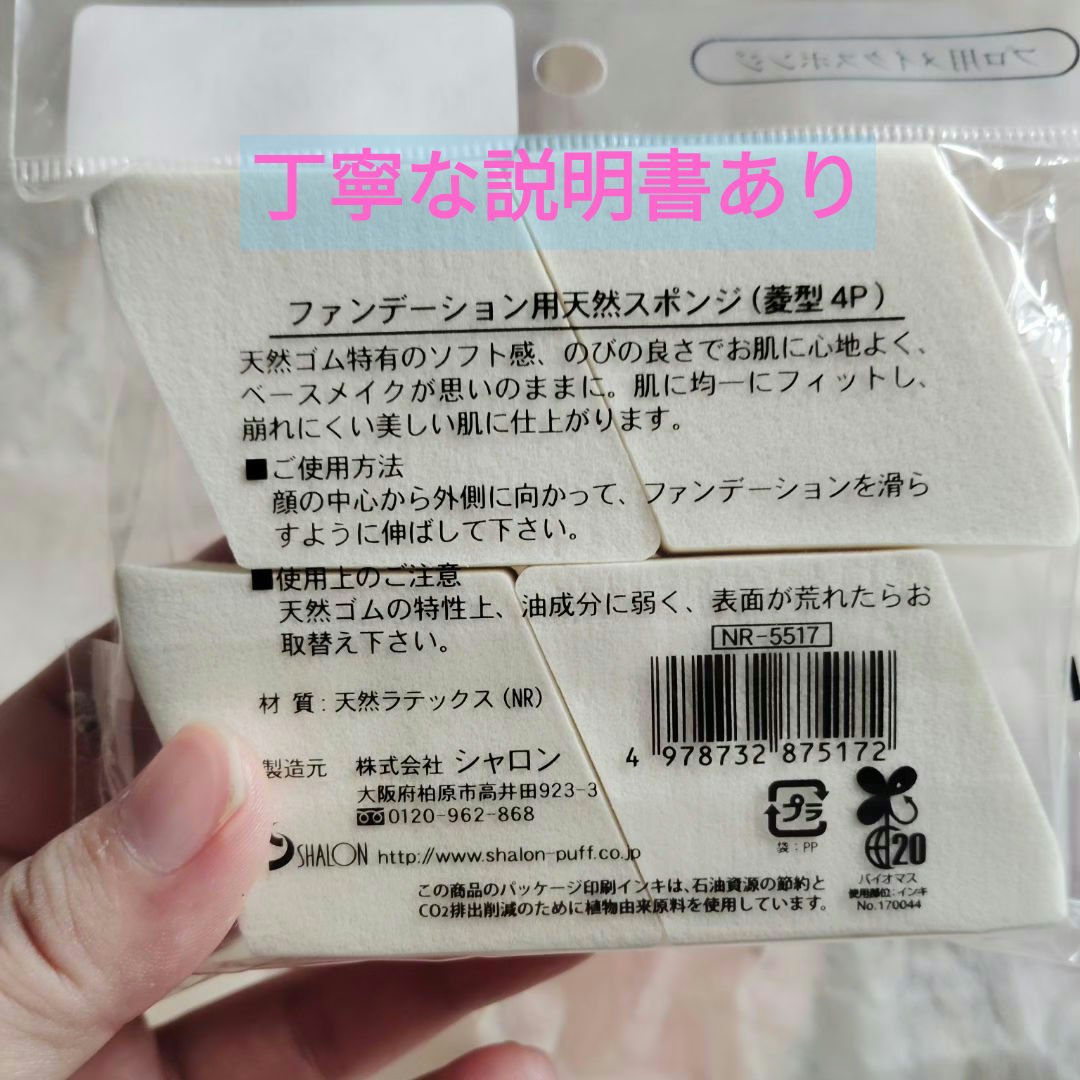 プロ用メイクスポンジ
丁寧な説明書あり
ファンデーション用天然スポンジ(菱型4P)
天然ゴム特有のソフト感、のびの良さでお肌に心地よく、
ベースメイクが思いのままに。肌に均一にフィットし、
崩れにくい美しい肌に仕上がります。
■ご使用方法
顔の中心から外側に向かって、ファンデーションを滑ら
すように伸ばして下さい。
■使用上のご注意
天然ゴムの特性上、油成分に弱く、表面が荒れたらお
取替え下さい。
NR-5517
材 質:天然ラテックス(NR)
4 978732 875172
製造元 株式会社 シャロン
大阪府柏原市高井田923-3
0120-962-868
プラ
袋:PP
20
バイオマス
使用部位:インキ
No.170044
SHALON http://www.shalon-puff.co.jp
この商品のパッケージ印刷インキは、石油資源の節約と
CO2排出削減のために植物由来原料を使用しています。